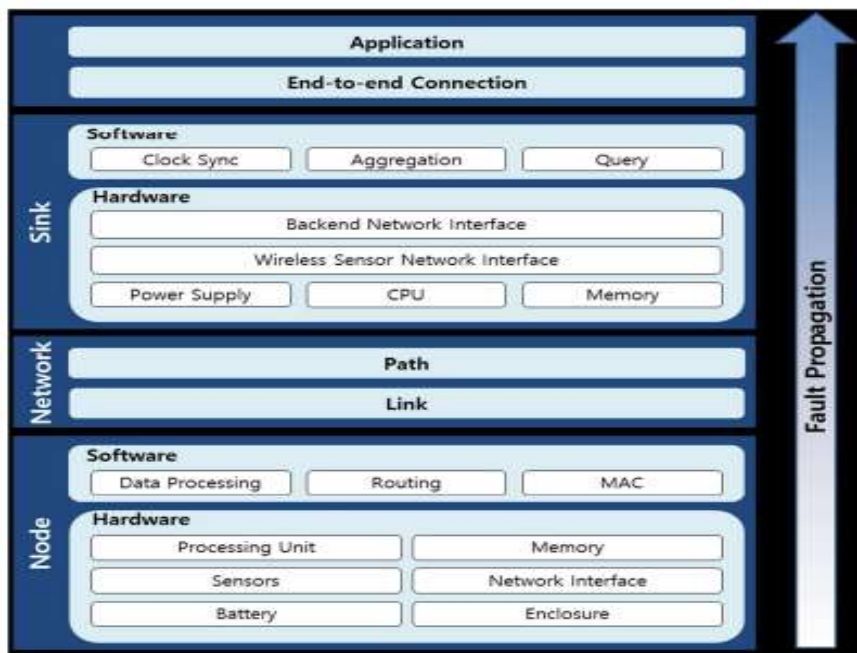 Application
End-to-end Connection
Sink
Software
Clock Sync
Aggregation
Query
Hardware
Backend Network Interface
Wireless Sensor Network Interface
Power Supply
CPU
Memory
Network
Path
Link
Node
Software
Data Processing
Routing
MAC
Hardware
Processing Unit
Memory
Sensors
Network Interface
Battery
Enclosure
Fault Propagation